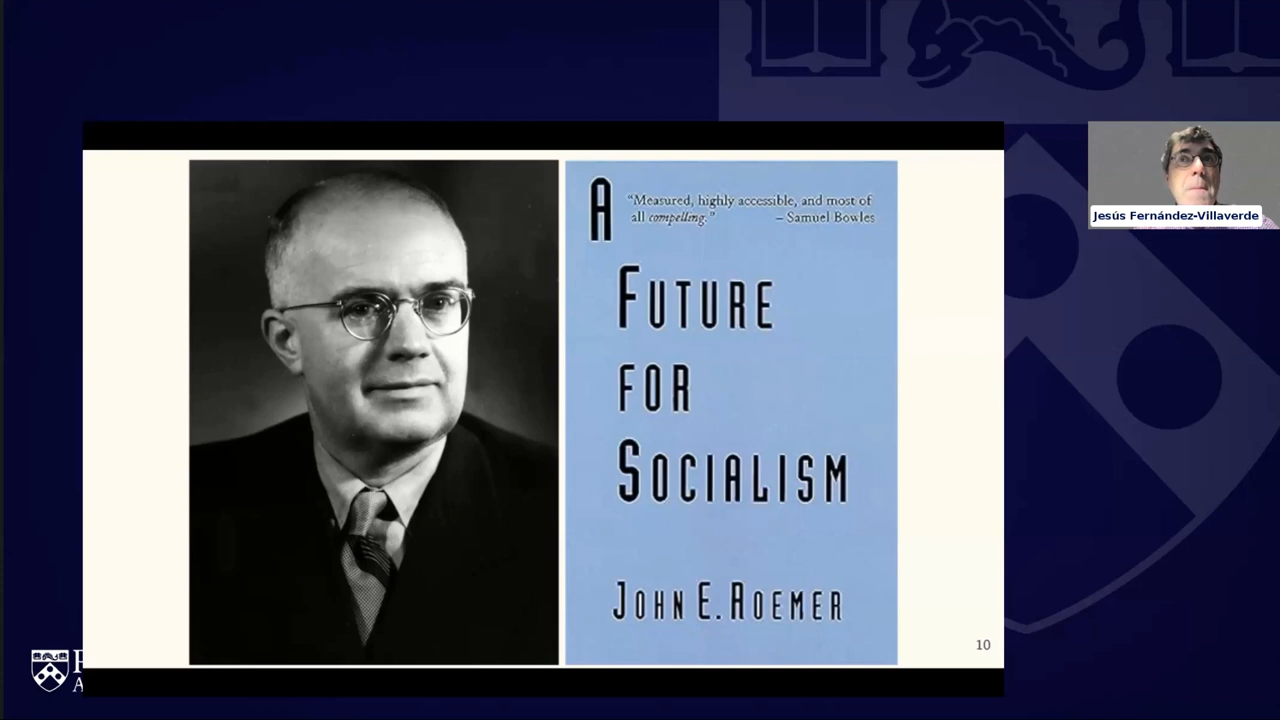 A
“Measured, highly accessible, and most of
all compelling.” – Samuel Bowles
FUTURE
FOR
SOCIALISM
JOHN E. ROEMER
10
Jesús Fernández-Villaverde